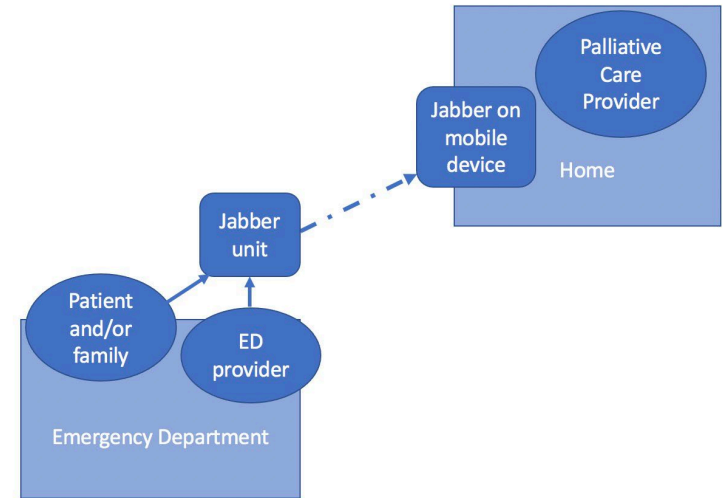 Palliative
Care
Provider
Jabber on
mobile
device
Home
Jabber
unit
Patient
and/or
family
ED
provider
Emergency Department